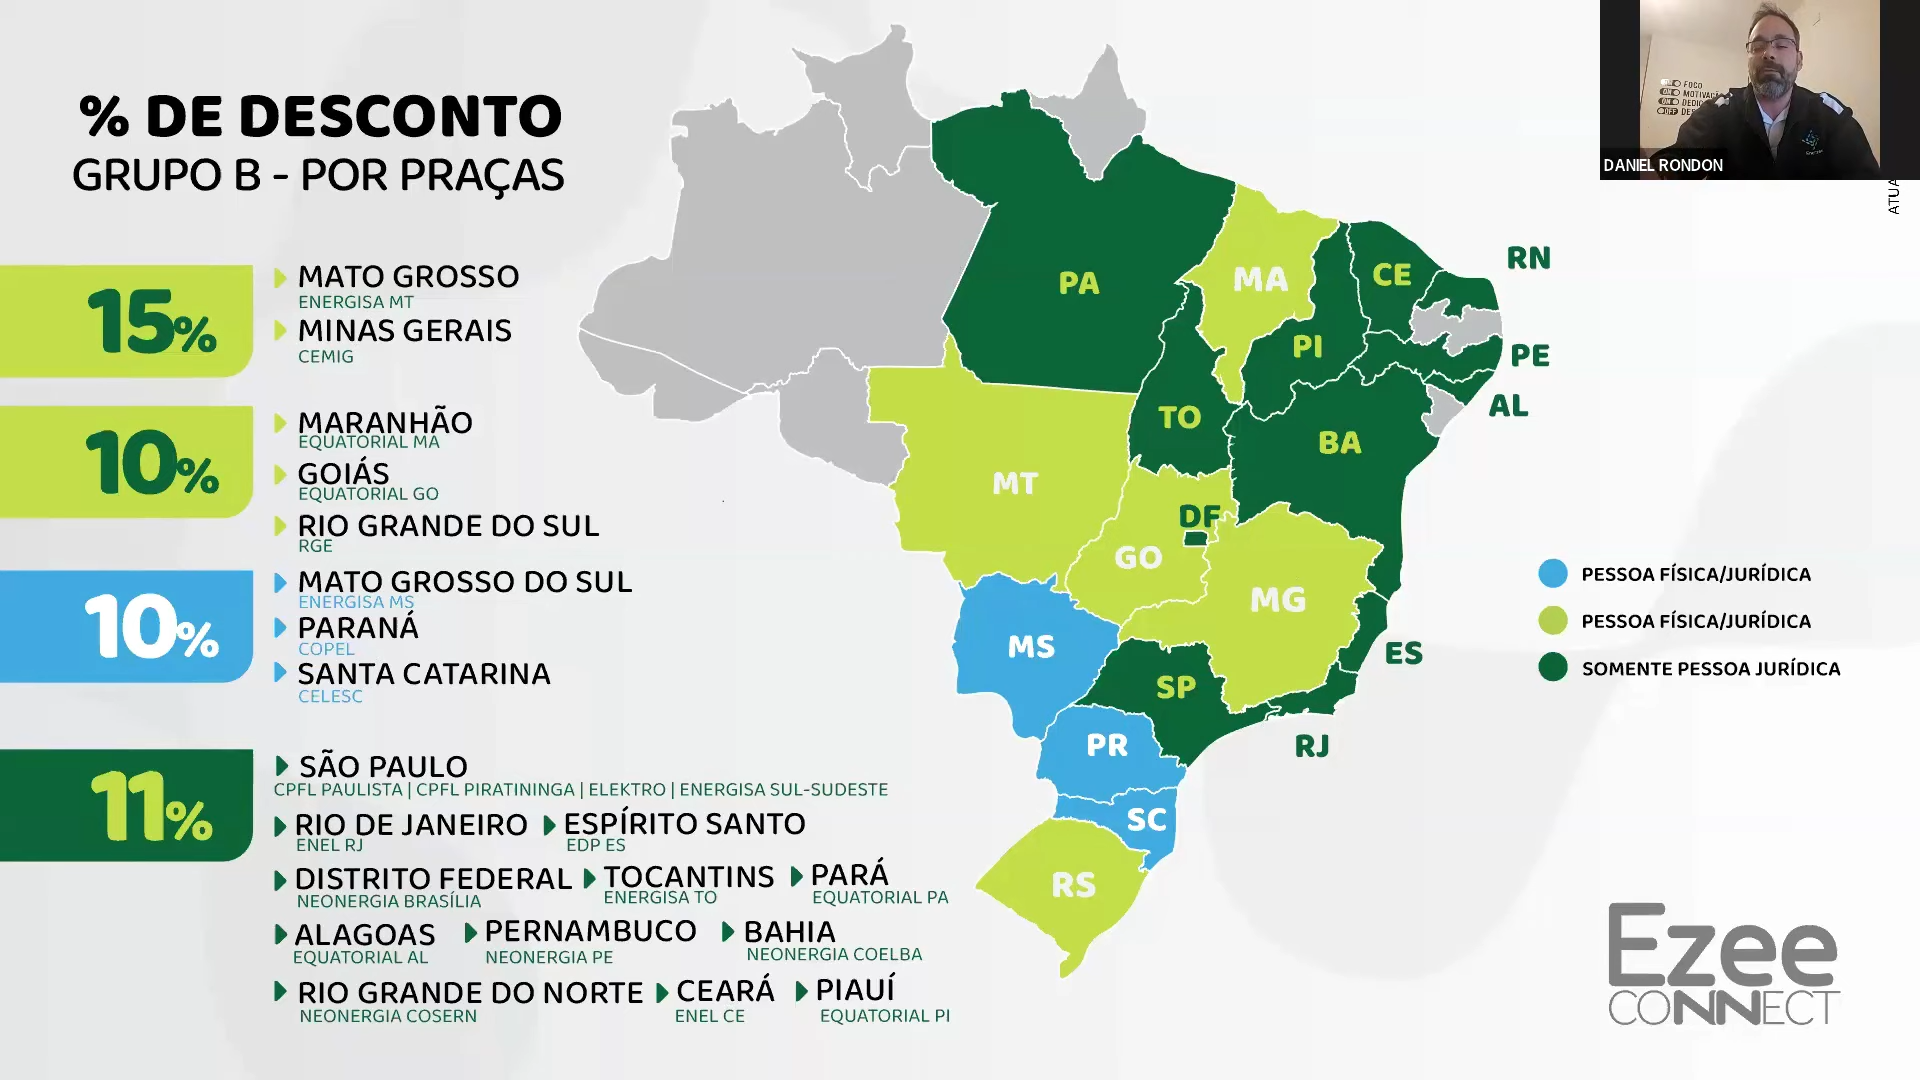 % DE DESCONTO
GRUPO B - POR PRAÇAS
15%
MATO GROSSO
ENERGISA MT
MINAS GERAIS
CEMIG
10%
MARANHÃO
EQUATORIAL MA
GOIÁS
EQUATORIAL GO
RIO GRANDE DO SUL
RGE
10%
MATO GROSSO DO SUL
ENERGISA MS
PARANÁ
COPEL
SANTA CATARINA
CELESC
11%
SÃO PAULO
CPFL PAULISTA | CPFL PIRATININGA | ELEKTRO | ENERGISA SUL-SUDESTE
RIO DE JANEIRO ESPÍRITO SANTO
ENEL RJ EDP ES
DISTRITO FEDERAL TOCANTINS PARÁ
NEONERGIA BRASÍLIA ENERGISA TO EQUATORIAL PA
ALAGOAS PERNAMBUCO BAHIA
EQUATORIAL AL NEONERGIA PE NEONERGIA COELBA
RIO GRANDE DO NORTE CEARÁ PIAUÍ
NEONERGIA COSERN ENEL CE EQUATORIAL PI
PA
MA
CE
RN
PI
PE
AL
TO
BA
MT
DF
GO
MG
MS
ES
SP
RJ
PR
SC
RS
PESSOA FÍSICA/JURÍDICA
PESSOA FÍSICA/JURÍDICA
SOMENTE PESSOA JURÍDICA
Ezee
CONNECT
FOCO
DANIEL RONDON
ATUA